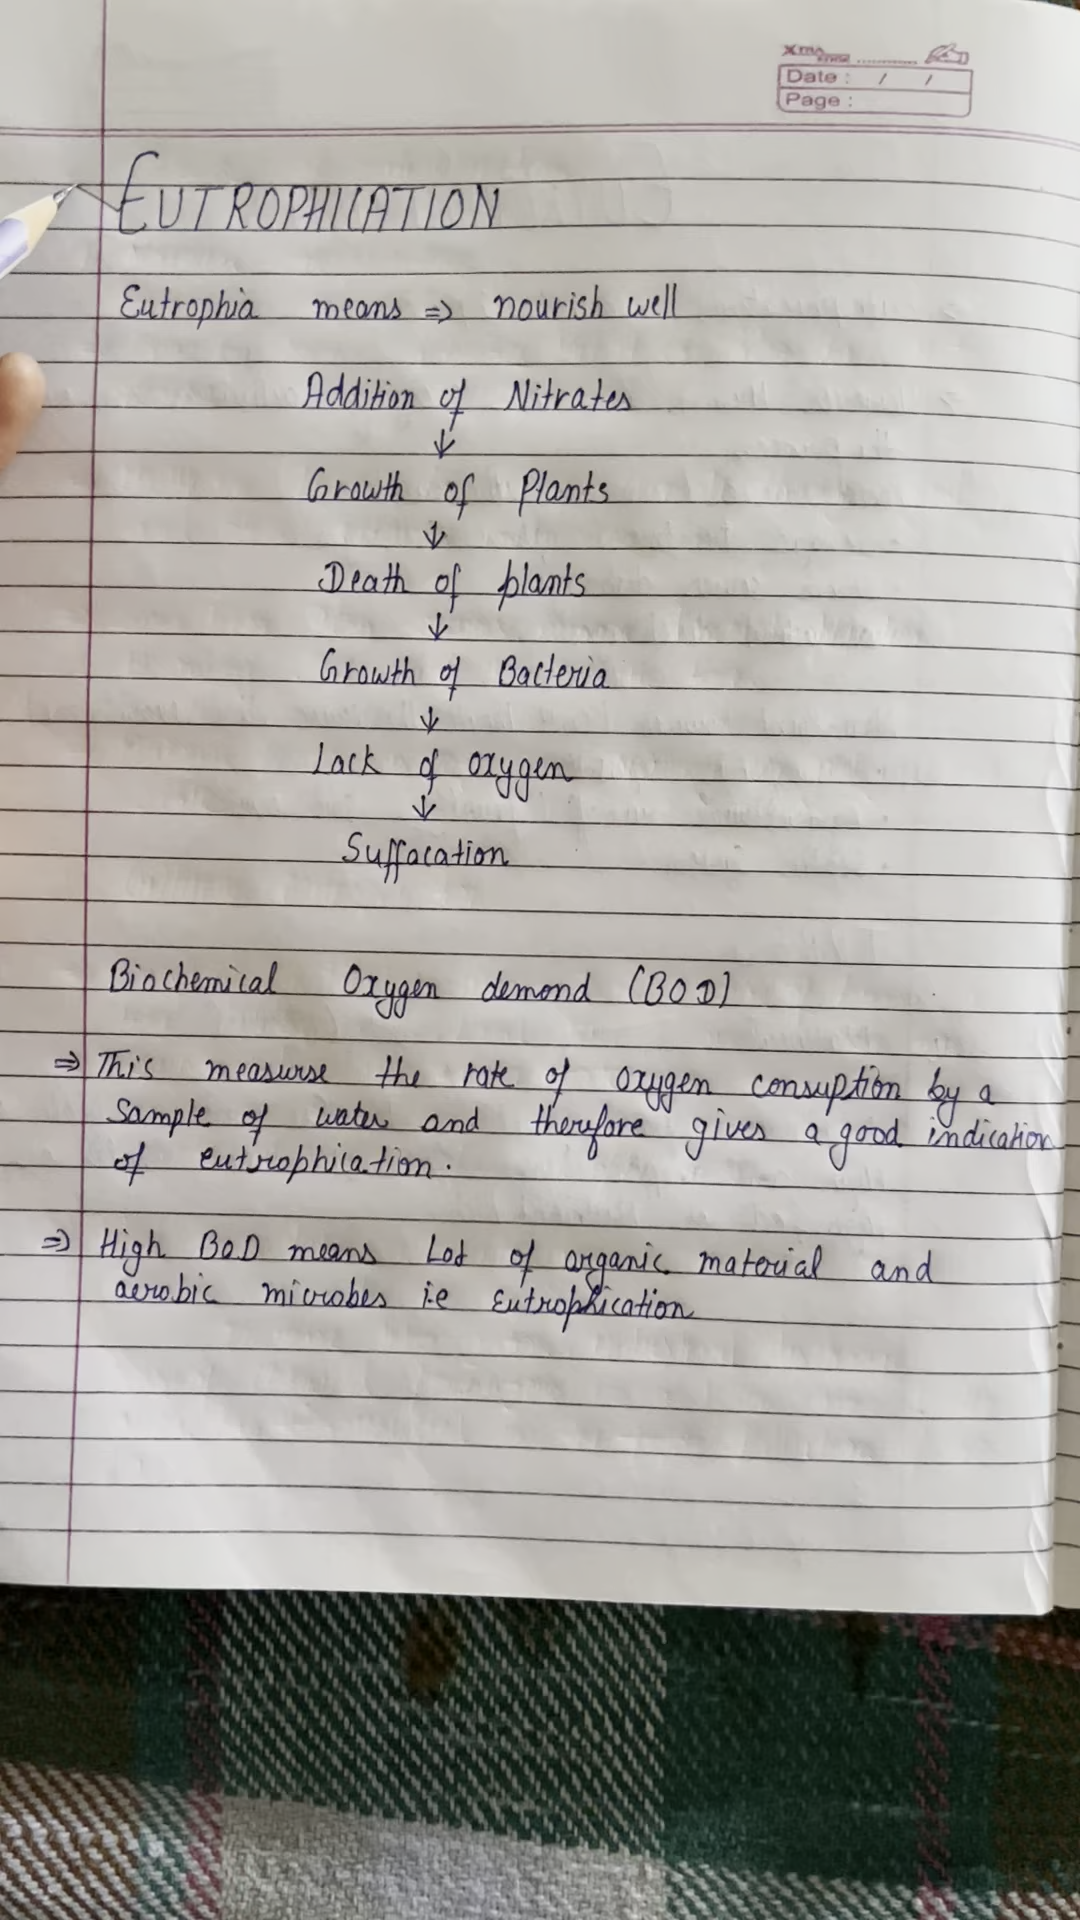 Date : / /
Page :
EUTROPHICATION
Eutrophia means ⇒ nourish well
Addition of Nitrates
↓
Growth of Plants
↓
Death of plants
↓
Growth of Bacteria
↓
Lack of oxygen
↓
Suffacation
Biochemical Oxygen demond (BOD)
⇒ This measurse the rate of oxygen consuption by a
Sample of water and therefore gives a good indication
of eutrophication.
⇒ High BOD means Lot of organic material and
aerobic microbes i.e Eutrophication